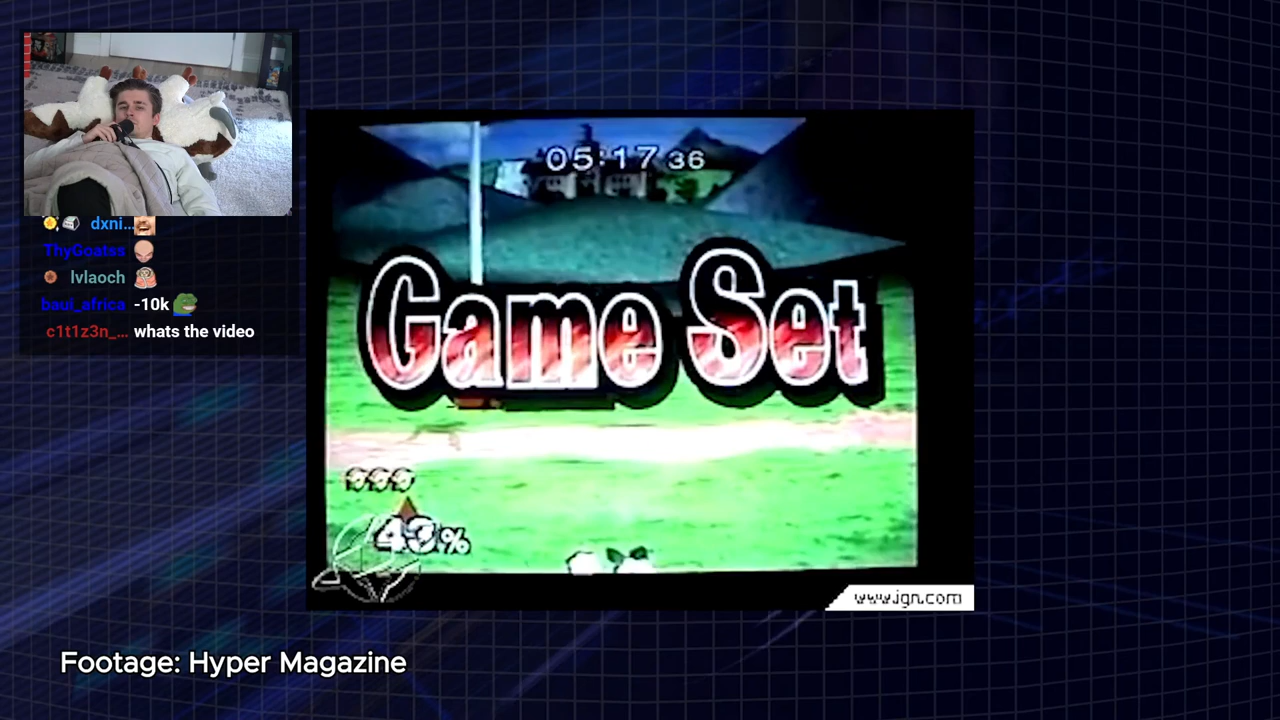 dxni...
ThyGoatss
lvlaoch
baul_africa -10k
c1t1z3n_... whats the video
05:17 36
Game Set
43%
www.ign.com
Footage: Hyper Magazine